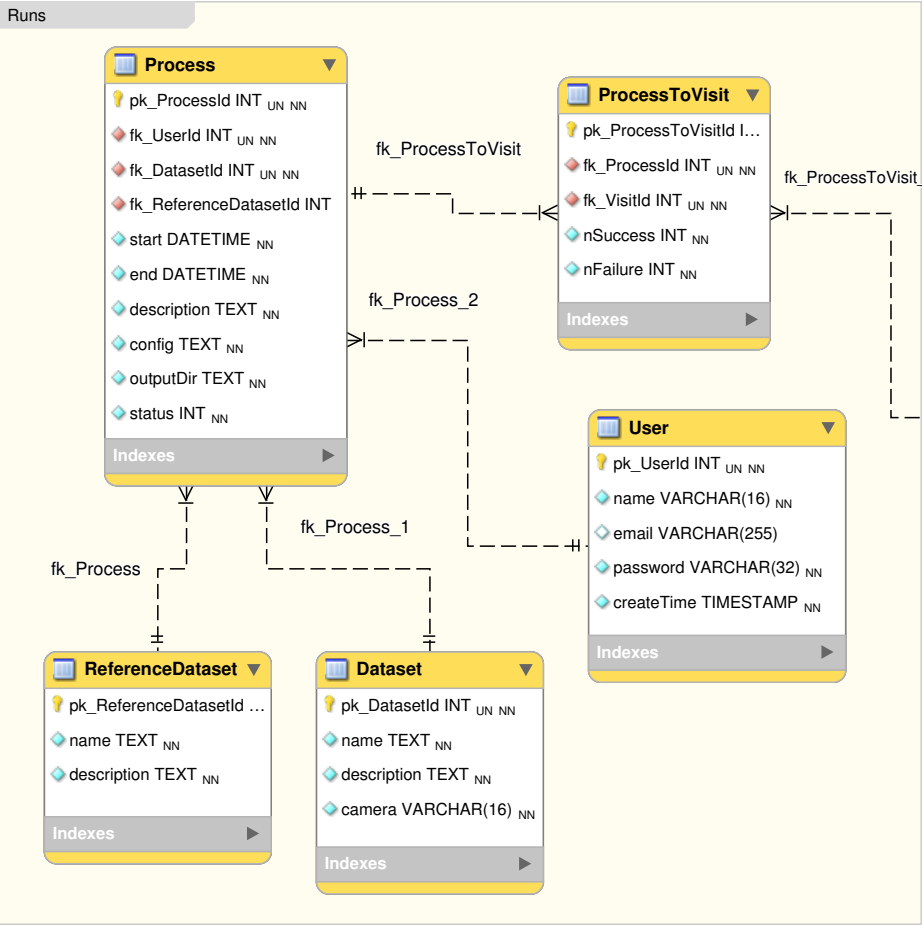 Runs
Process
pk_ProcessId INT UN NN
fk_UserId INT UN NN
fk_DatasetId INT UN NN
fk_ReferenceDatasetId INT
start DATETIME NN
end DATETIME NN
description TEXT NN
config TEXT NN
outputDir TEXT NN
status INT NN
Indexes
fk_ProcessToVisit
ProcessToVisit
pk_ProcessToVisitId I...
fk_ProcessId INT UN NN
fk_VisitId INT UN NN
nSuccess INT NN
nFailure INT NN
Indexes
fk_ProcessToVisit_
fk_Process_2
User
pk_UserId INT UN NN
name VARCHAR(16) NN
email VARCHAR(255)
password VARCHAR(32) NN
createTime TIMESTAMP NN
Indexes
fk_Process_1
fk_Process
ReferenceDataset
pk_ReferenceDatasetId ...
name TEXT NN
description TEXT NN
Indexes
Dataset
pk_DatasetId INT UN NN
name TEXT NN
description TEXT NN
camera VARCHAR(16) NN
Indexes